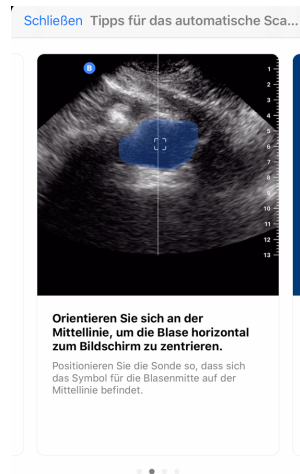 Schließen Tipps für das automatische Sca...
B
1
2
3
4
5
6
7
8
9
10
11
12
13
Orientieren Sie sich an der
Mittellinie, um die Blase horizontal
zum Bildschirm zu zentrieren.
Positionieren Sie die Sonde so, dass sich
das Symbol für die Blasenmitte auf der
Mittellinie befindet.